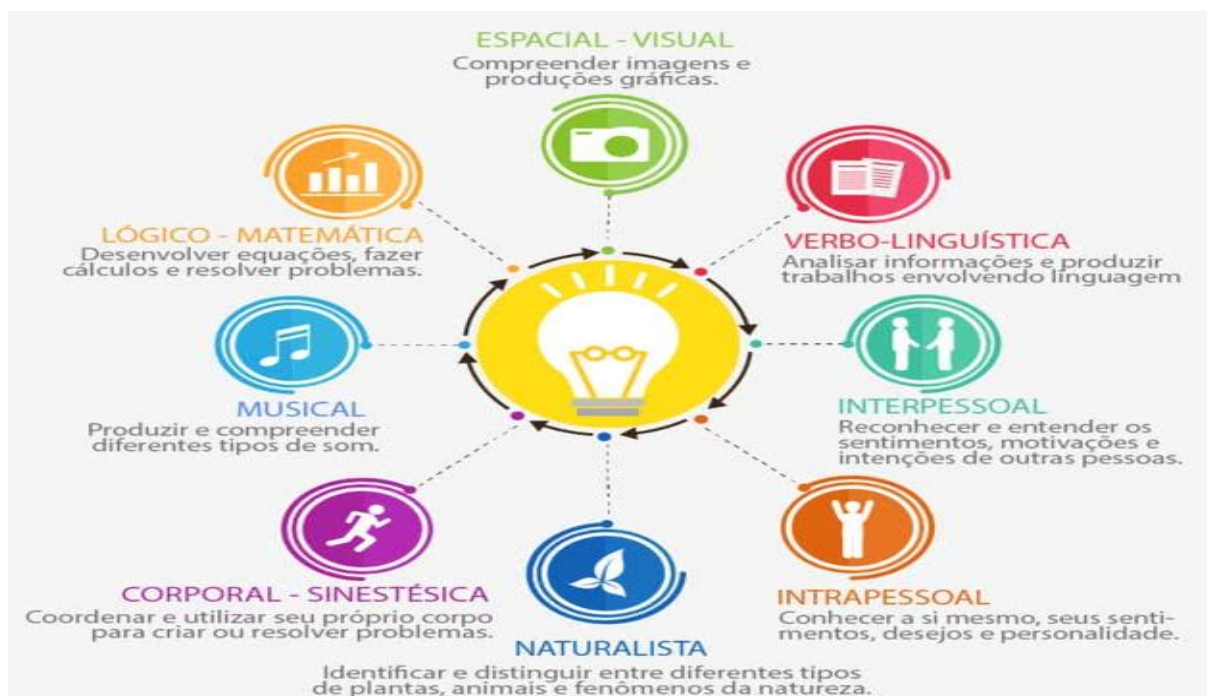 ESPACIAL - VISUAL
Compreender imagens e
produções gráficas.
LÓGICO - MATEMÁTICA
Desenvolver equações, fazer
cálculos e resolver problemas.
VERBO-LINGUÍSTICA
Analisar informações e produzir
trabalhos envolvendo linguagem
MUSICAL
Produzir e compreender
diferentes tipos de som.
INTERPESSOAL
Reconhecer e entender os
sentimentos, motivações e
intenções de outras pessoas.
CORPORAL - SINESTÉSICA
Coordenar e utilizar seu próprio corpo
para criar ou resolver problemas.
INTRAPESSOAL
Conhecer a si mesmo, seus senti-
mentos, desejos e personalidade.
NATURALISTA
Identificar e distinguir entre diferentes tipos
de plantas, animais e fenômenos da natureza.